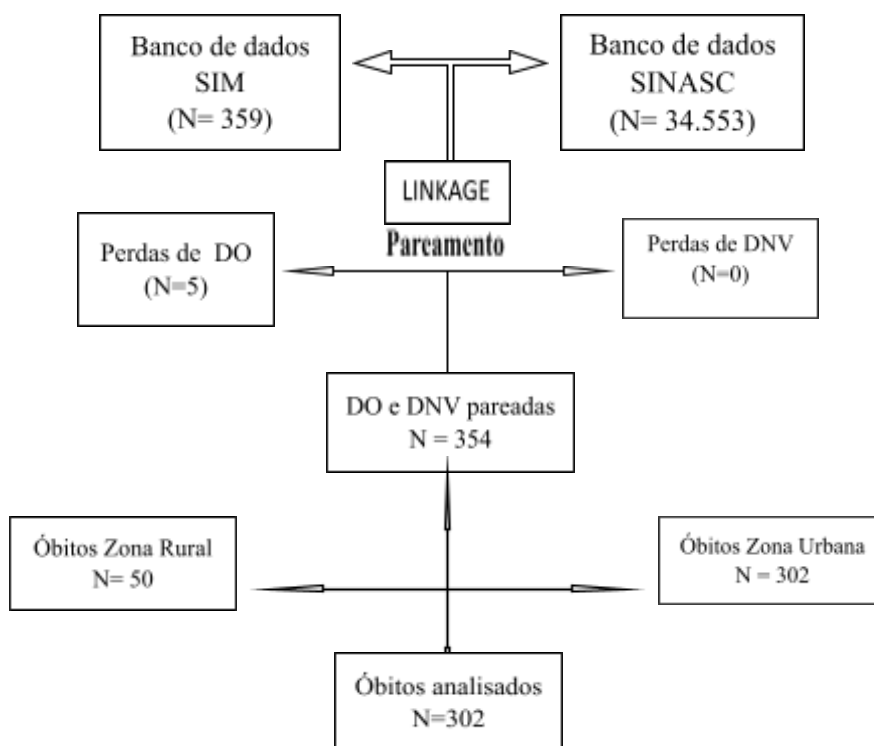 Banco de dados
SIM
(N= 359)
Banco de dados
SINASC
(N= 34.553)
LINKAGE
Pareamento
Perdas de DO
(N=5)
Perdas de DNV
(N=0)
DO e DNV pareadas
N = 354
Óbitos Zona Rural
N= 50
Óbitos Zona Urbana
N = 302
Óbitos analisados
N=302